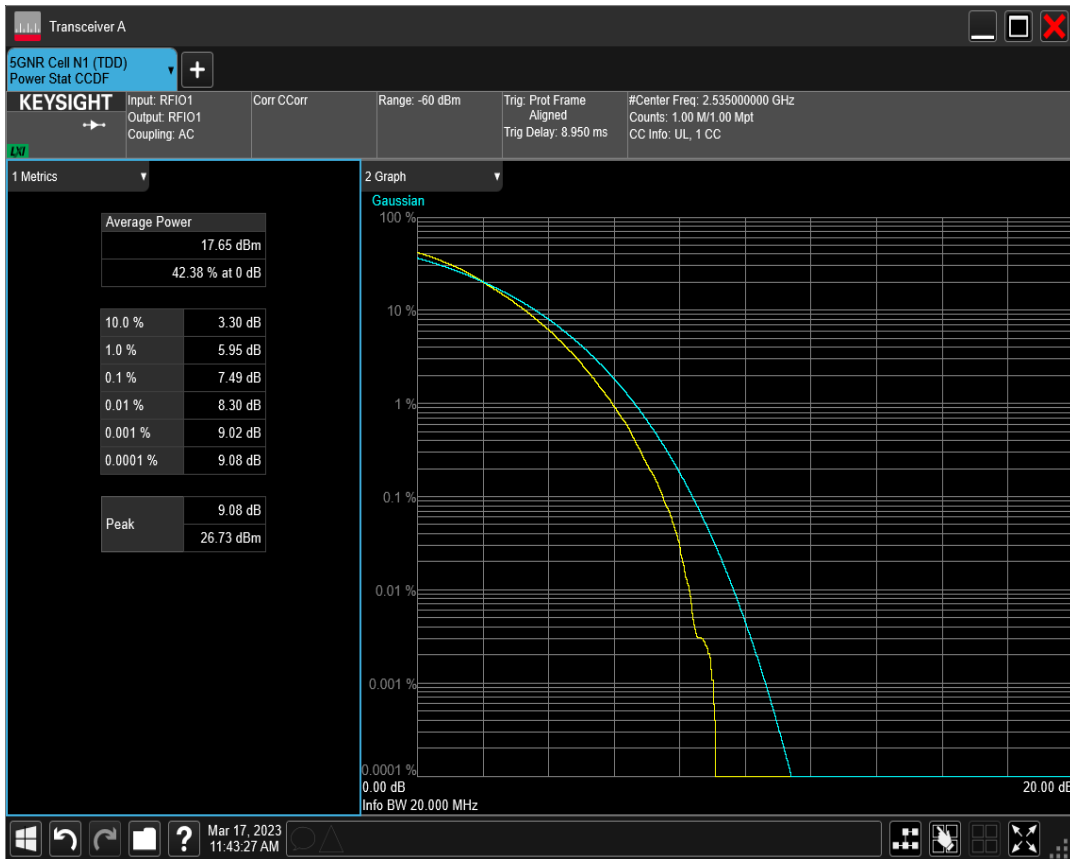 Transceiver A
5GNR Cell N1 (TDD)
Power Stat CCDF
+
KEYSIGHT
LXI
Input: RFIO1
Output: RFIO1
Coupling: AC
Corr CCorr
Range: -60 dBm
Trig: Prot Frame
Aligned
Trig Delay: 8.950 ms
#Center Freq: 2.535000000 GHz
Counts: 1.00 M/1.00 Mpt
CC Info: UL, 1 CC
1 Metrics
Average Power
17.65 dBm
42.38 % at 0 dB
10.0 % 3.30 dB
1.0 % 5.95 dB
0.1 % 7.49 dB
0.01 % 8.30 dB
0.001 % 9.02 dB
0.0001 % 9.08 dB
Peak 9.08 dB
26.73 dBm
2 Graph
Gaussian
100 %
10 %
1 %
0.1 %
0.01 %
0.001 %
0.0001 %
0.00 dB 20.00 dB
Info BW 20.000 MHz
?
Mar 17, 2023
11:43:27 AM